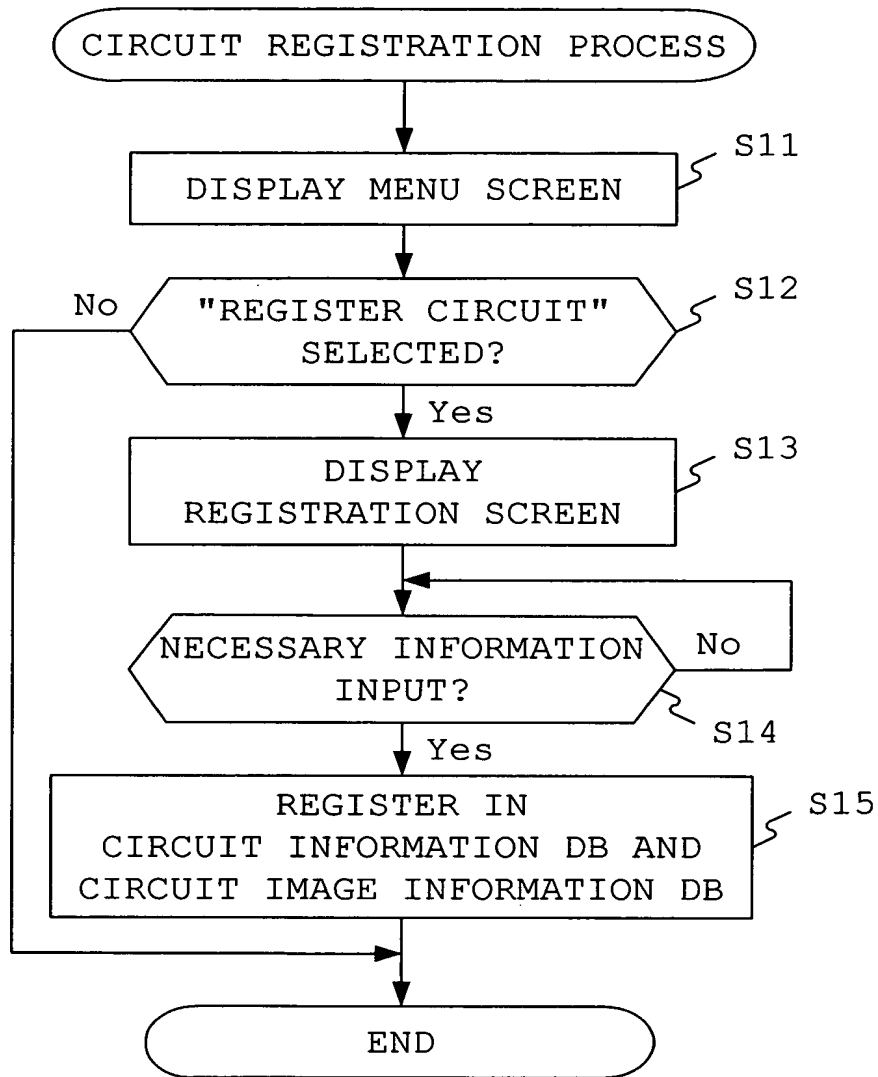 CIRCUIT REGISTRATION PROCESS
S11
DISPLAY MENU SCREEN
No
S12
"REGISTER CIRCUIT"
SELECTED?
Yes
S13
DISPLAY
REGISTRATION SCREEN
NECESSARY INFORMATION
INPUT?
No
S14
Yes
REGISTER IN
CIRCUIT INFORMATION DB AND
CIRCUIT IMAGE INFORMATION DB
S15
END